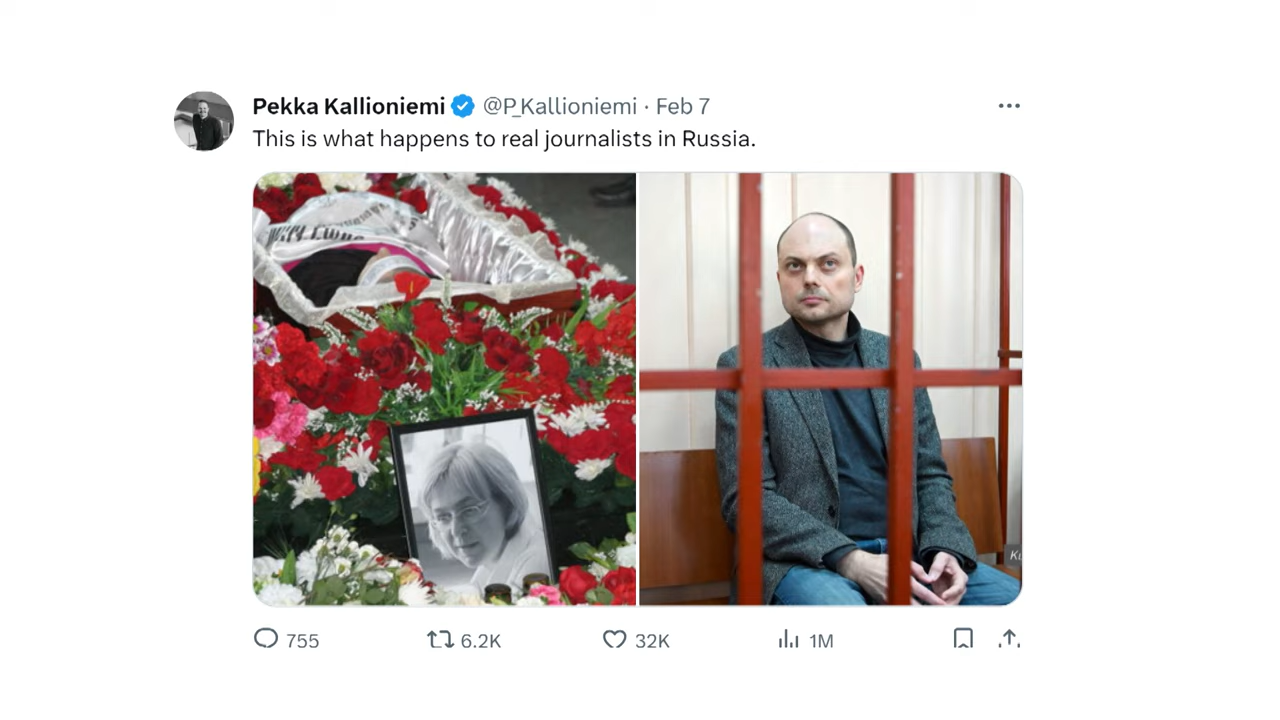 Pekka Kallioniemi @P_Kallioniemi · Feb 7
This is what happens to real journalists in Russia.
755 6.2K 32K 1M